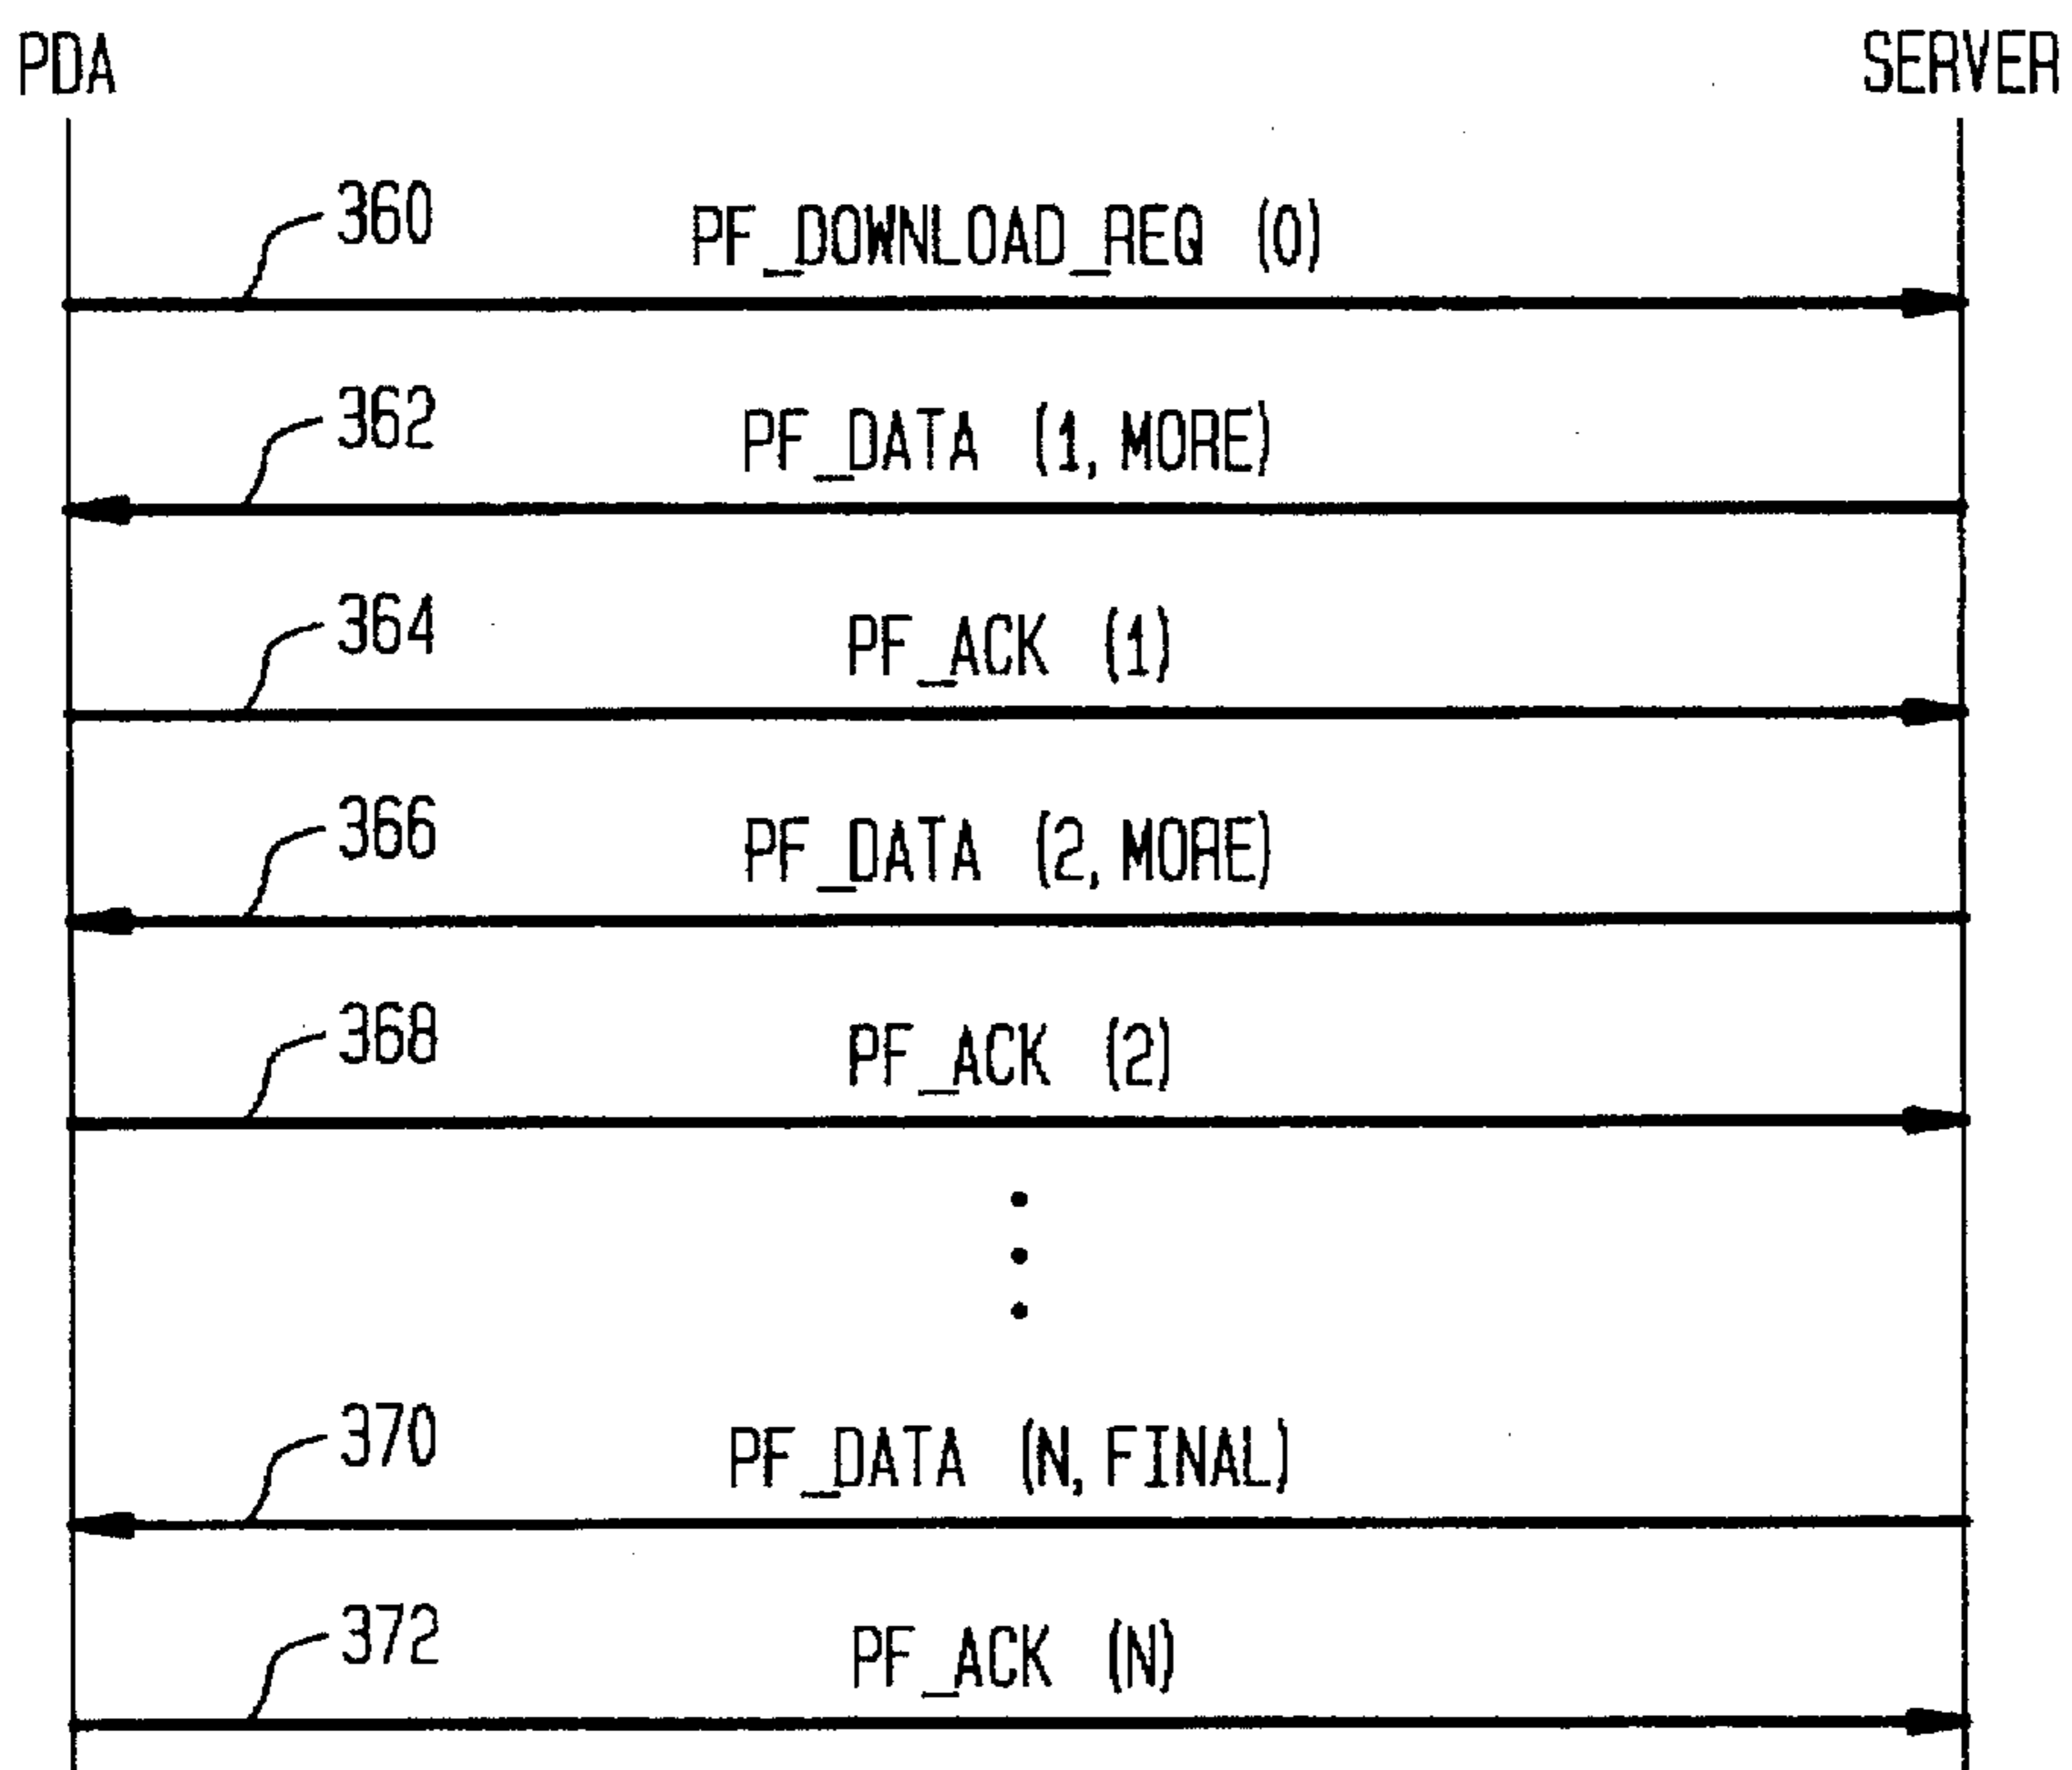 PDA SERVER
360 PF_DOWNLOAD_REQ (0)
362 PF_DATA (1, MORE)
364 PF_ACK (1)
366 PF_DATA (2, MORE)
368 PF_ACK (2)
370 PF_DATA (N, FINAL)
372 PF_ACK (N)